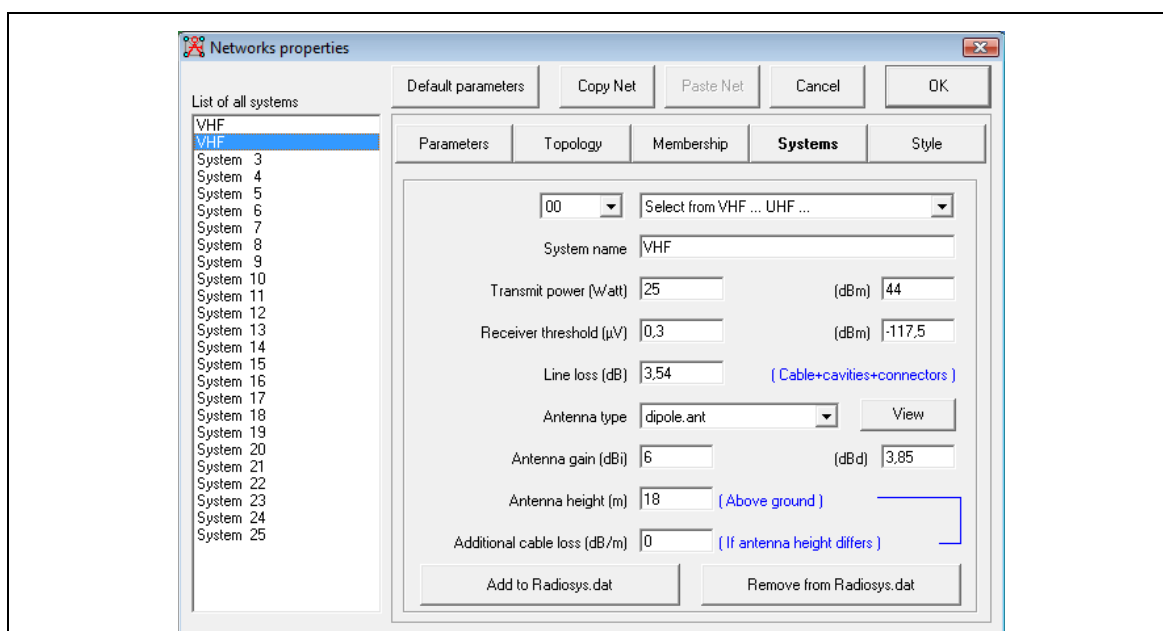 Networks properties
Default parameters Copy Net Paste Net Cancel OK
List of all systems
VHF
VHF
System 3
System 4
System 5
System 6
System 7
System 8
System 9
System 10
System 11
System 12
System 13
System 14
System 15
System 16
System 17
System 18
System 19
System 20
System 21
System 22
System 23
System 24
System 25
Parameters Topology Membership Systems Style
00 Select from VHF ... UHF ...
System name VHF
Transmit power (Watt) 25 (dBm) 44
Receiver threshold (µV) 0,3 (dBm) -117,5
Line loss (dB) 3,54 ( Cable+cavities+connectors )
Antenna type dipole.ant View
Antenna gain (dBi) 6 (dBd) 3,85
Antenna height (m) 18 ( Above ground )
Additional cable loss (dB/m) 0 ( If antenna height differs )
Add to Radiosys.dat Remove from Radiosys.dat